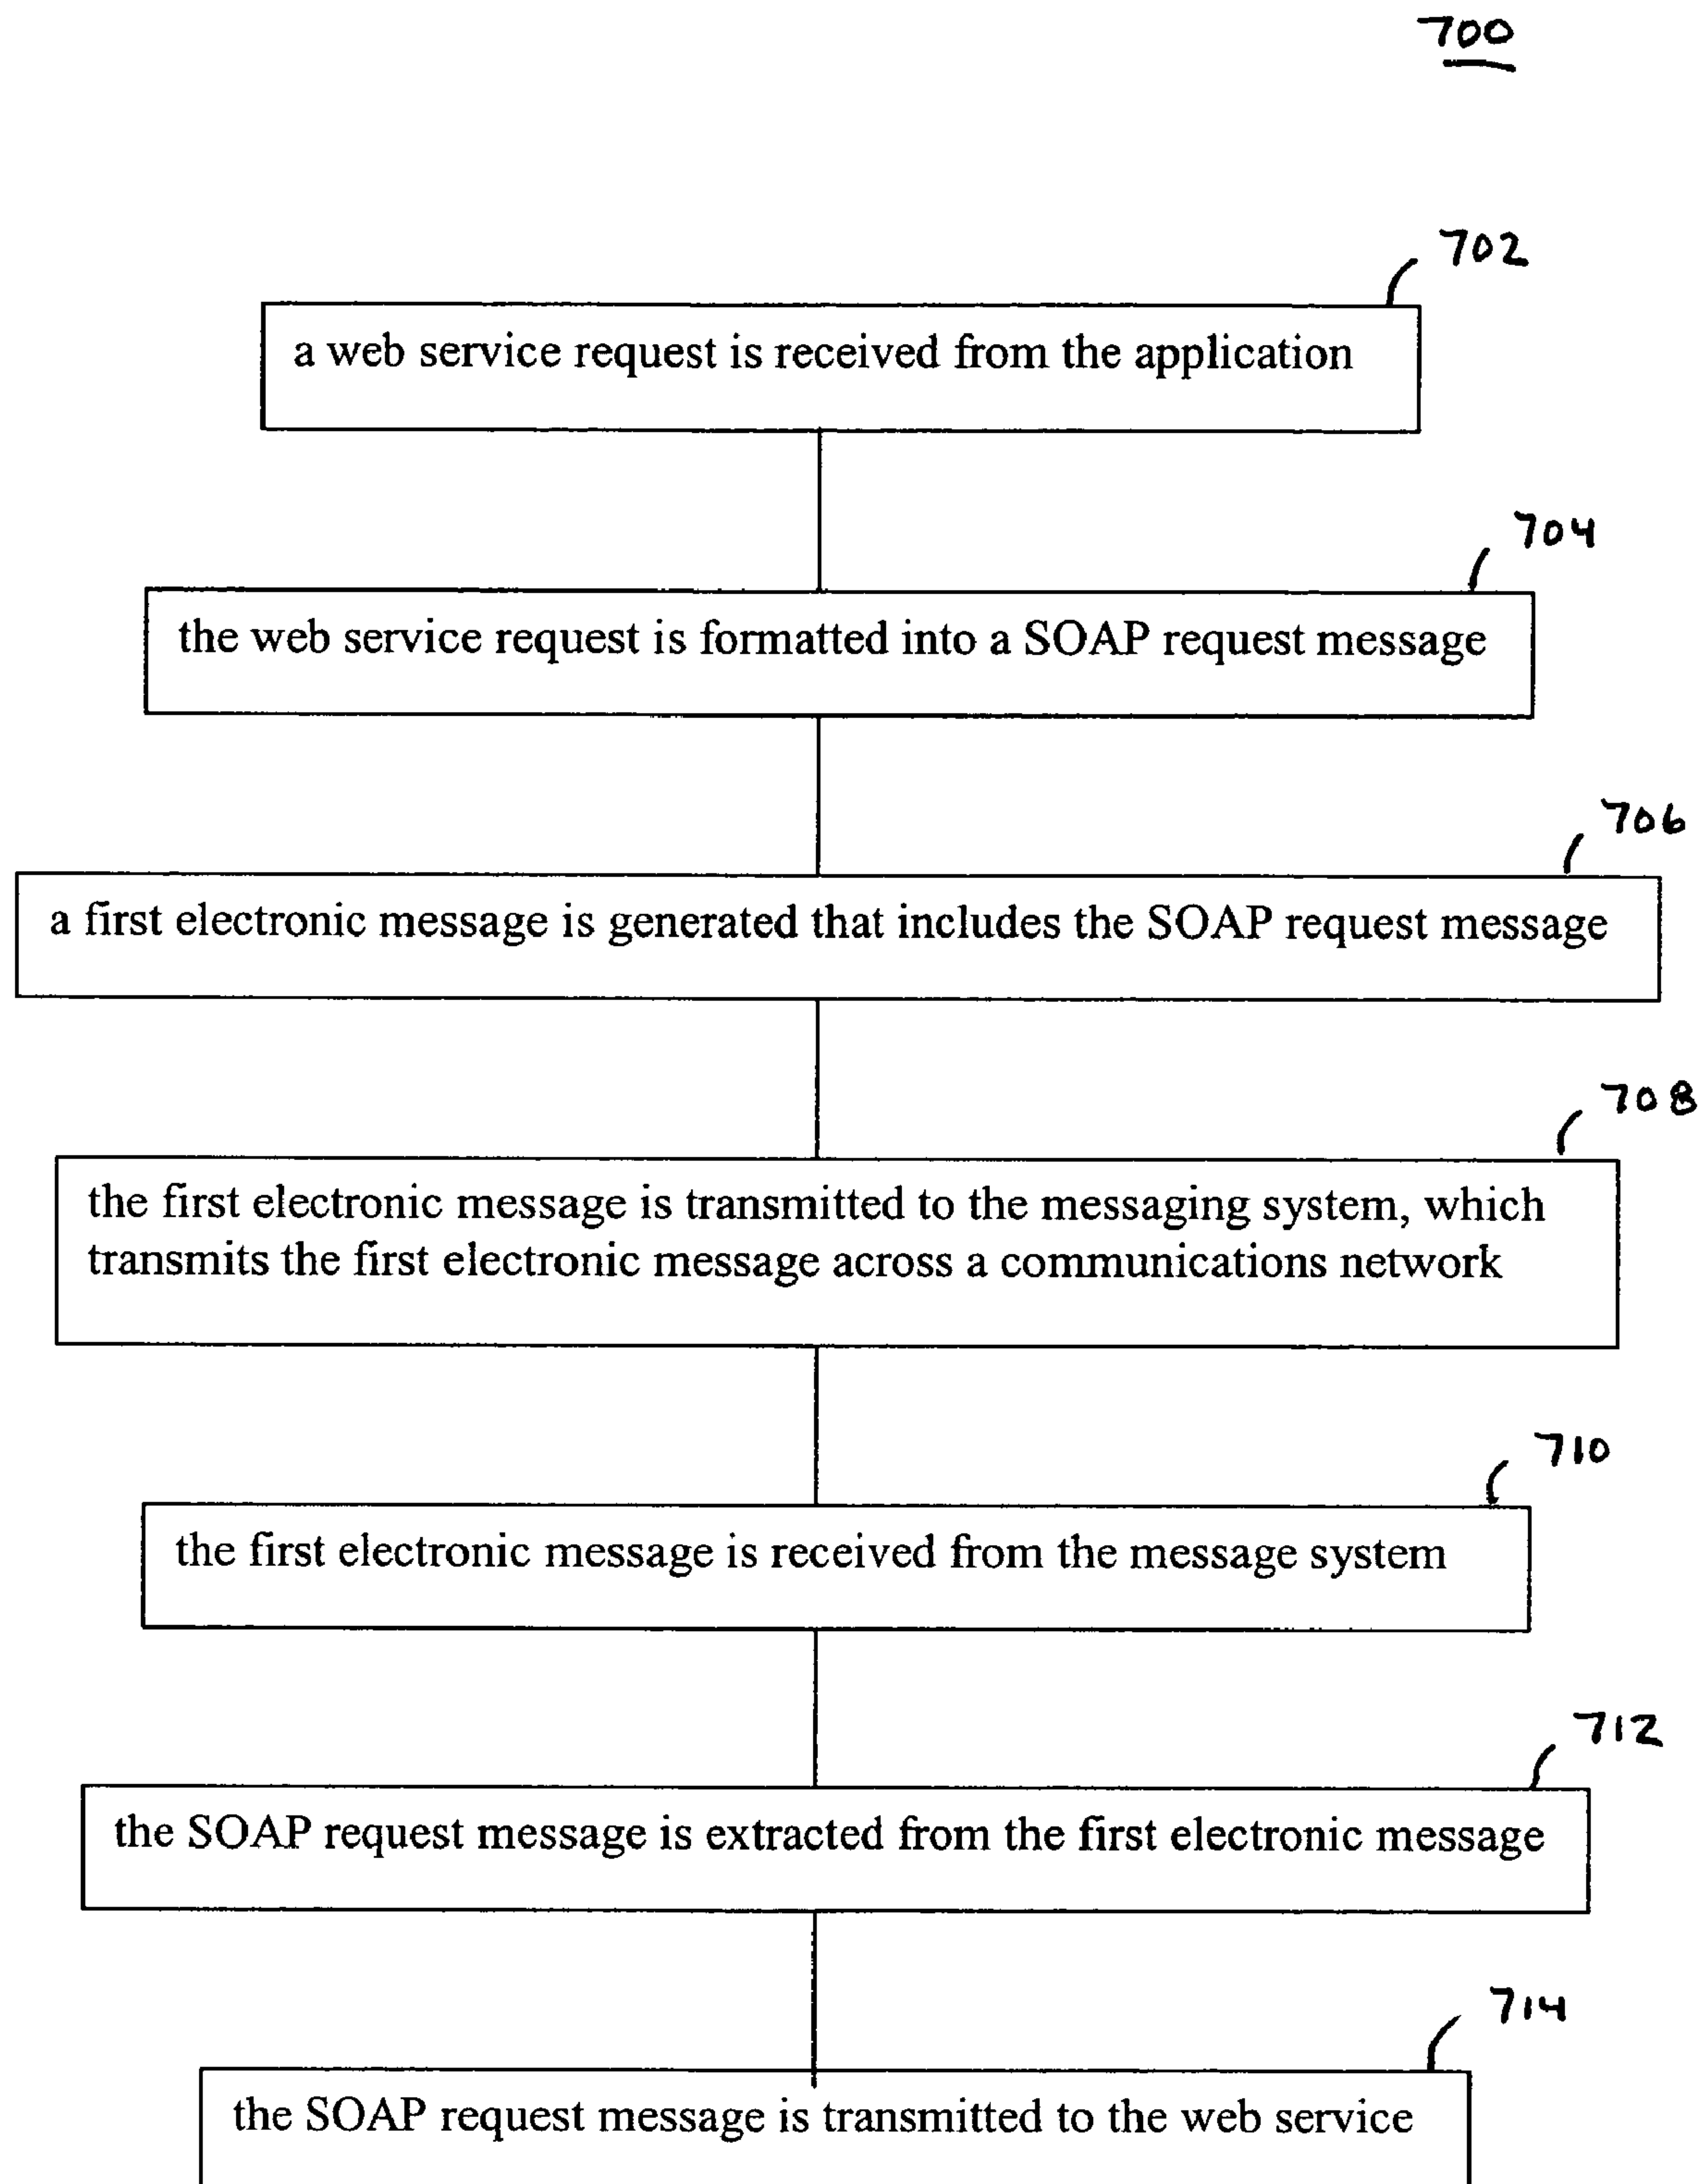 700
702
a web service request is received from the application
704
the web service request is formatted into a SOAP request message
706
a first electronic message is generated that includes the SOAP request message
708
the first electronic message is transmitted to the messaging system, which
transmits the first electronic message across a communications network
710
the first electronic message is received from the message system
712
the SOAP request message is extracted from the first electronic message
714
the SOAP request message is transmitted to the web service